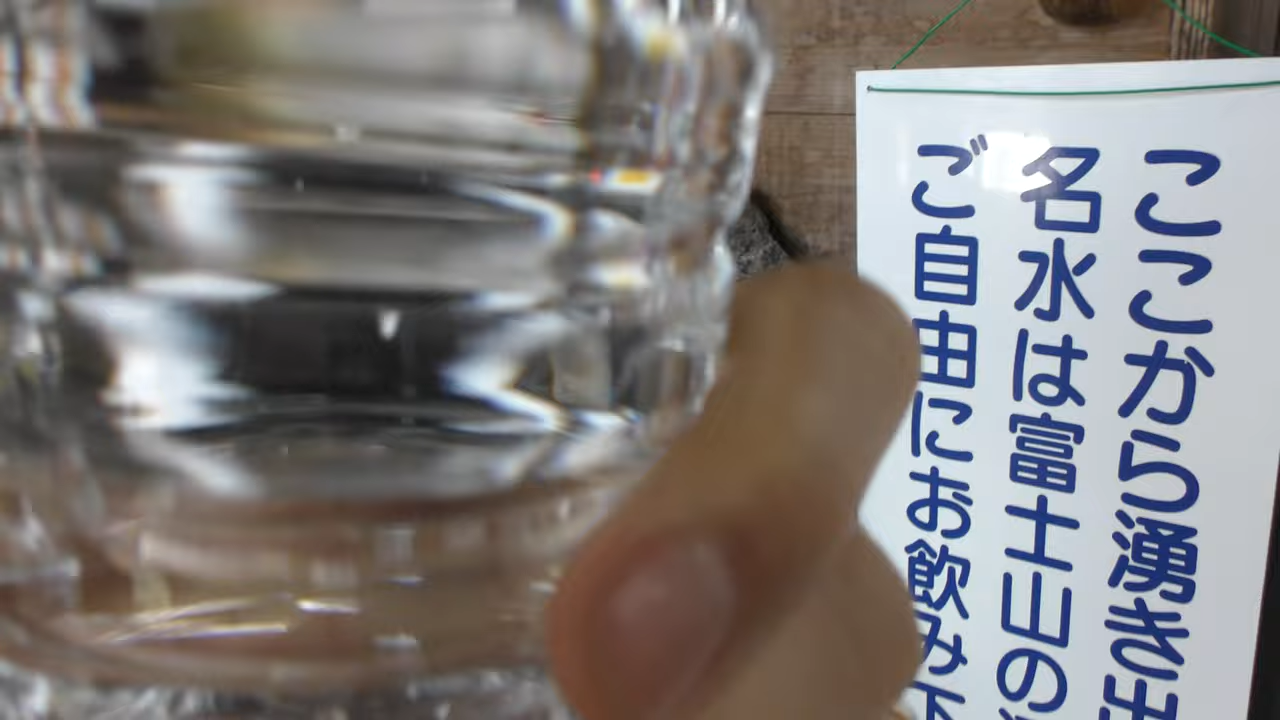 ここから湧き出
名水は富士山の
ご自由にお飲み下